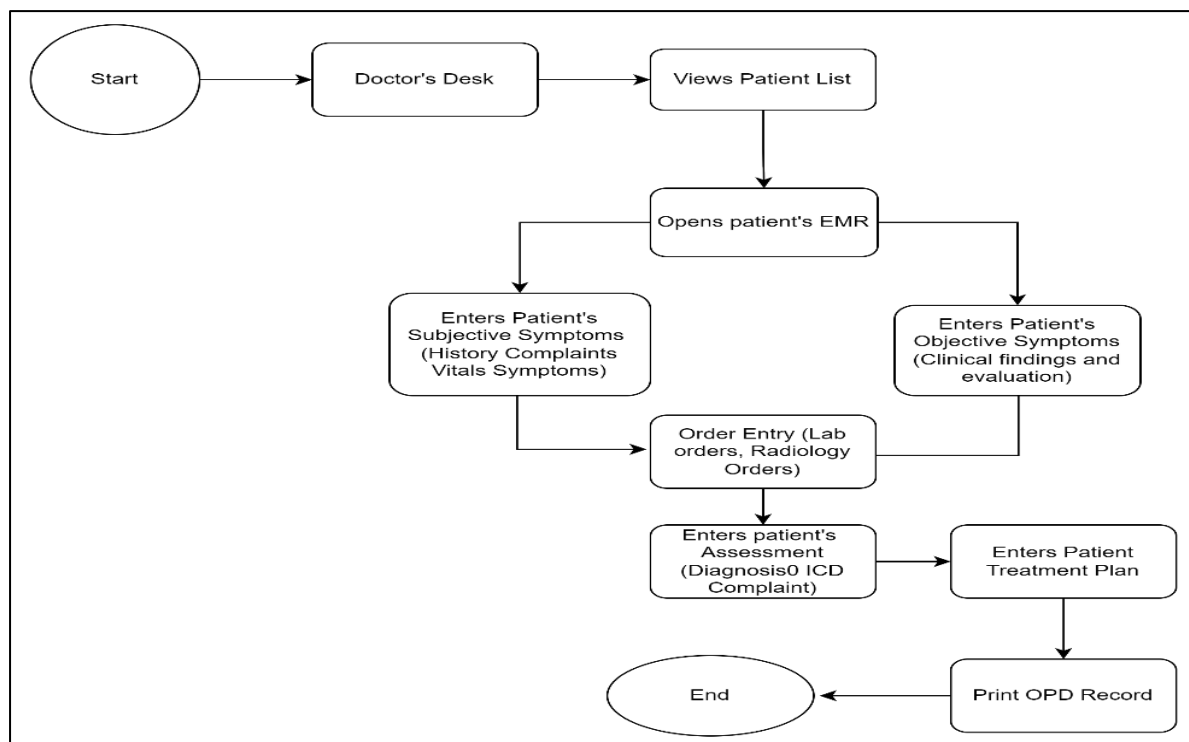 Start
Doctor's Desk
Views Patient List
Opens patient's EMR
Enters Patient's
Subjective Symptoms
(History Complaints
Vitals Symptoms)
Enters Patient's
Objective Symptoms
(Clinical findings and
evaluation)
Order Entry (Lab
orders, Radiology
Orders)
Enters patient's
Assessment
(Diagnosis0 ICD
Complaint)
Enters Patient
Treatment Plan
End
Print OPD Record